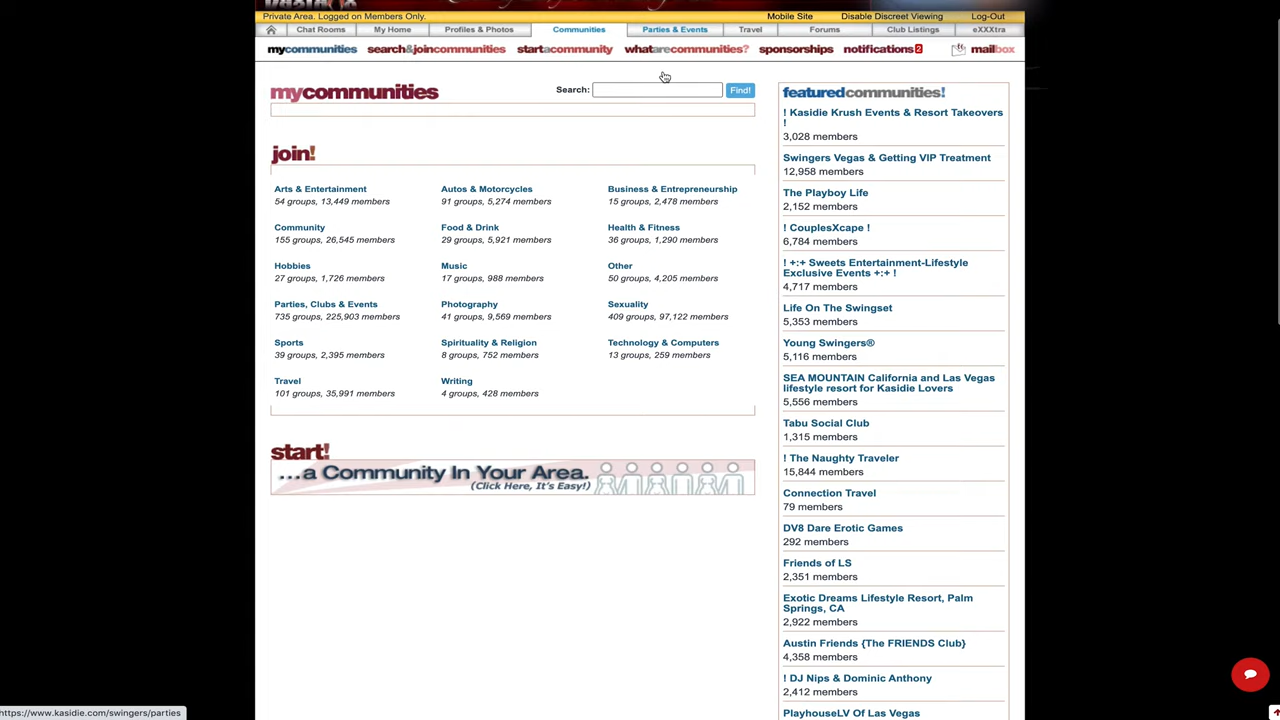 Private Area. Logged on Members Only. Mobile Site Disable Discreet Viewing Log-Out
Chat Rooms My Home Profiles & Photos Communities Parties & Events Travel Forums Club Listings eXXXtra
mycommunities search&joincommunities startacommunity whatarecommunities? sponsorships notifications 2 mailbox
mycommunities
Search: Find!
join!
Arts & Entertainment
54 groups, 13,449 members
Autos & Motorcycles
91 groups, 5,274 members
Business & Entrepreneurship
15 groups, 2,478 members
Community
155 groups, 26,545 members
Food & Drink
29 groups, 5,921 members
Health & Fitness
36 groups, 1,290 members
Hobbies
27 groups, 1,726 members
Music
17 groups, 988 members
Other
50 groups, 4,205 members
Parties, Clubs & Events
735 groups, 225,903 members
Photography
41 groups, 9,569 members
Sexuality
409 groups, 97,122 members
Sports
39 groups, 2,395 members
Spirituality & Religion
8 groups, 752 members
Technology & Computers
13 groups, 259 members
Travel
101 groups, 35,991 members
Writing
4 groups, 428 members
start!
...a Community In Your Area.
(Click Here, It's Easy!)
featuredcommunities!
! Kasidie Krush Events & Resort Takeovers
!
3,028 members
Swingers Vegas & Getting VIP Treatment
12,958 members
The Playboy Life
2,152 members
! CouplesXcape !
6,784 members
! +:+ Sweets Entertainment-Lifestyle
Exclusive Events +:+ !
4,717 members
Life On The Swingset
5,353 members
Young Swingers®
5,116 members
SEA MOUNTAIN California and Las Vegas
lifestyle resort for Kasidie Lovers
5,556 members
Tabu Social Club
1,315 members
! The Naughty Traveler
15,844 members
Connection Travel
79 members
DV8 Dare Erotic Games
292 members
Friends of LS
2,351 members
Exotic Dreams Lifestyle Resort, Palm
Springs, CA
2,922 members
Austin Friends {The FRIENDS Club}
4,358 members
! DJ Nips & Dominic Anthony
2,412 members
PlayhouseLV Of Las Vegas
https://www.kasidie.com/swingers/parties